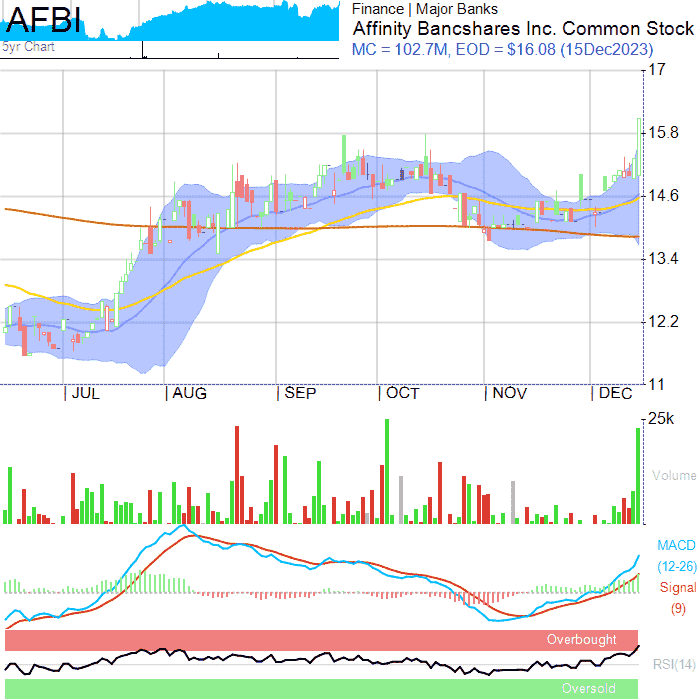 AFBI
5yr Chart
Finance | Major Banks
Affinity Bancshares Inc. Common Stock
MC = 102.7M, EOD = $16.08 (15Dec2023)
17
15.8
14.6
13.4
12.2
11
JUL
AUG
SEP
OCT
NOV
DEC
25k
Volume
MACD
(12-26)
Signal
(9)
Overbought
RSI(14)
Oversold